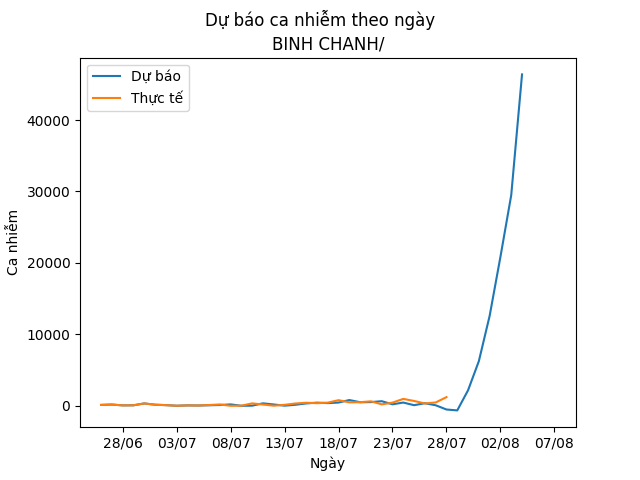 Dự báo ca nhiễm theo ngày
BINH CHANH/
Dự báo
Thực tế
Ca nhiễm
40000
30000
20000
10000
0
28/06 03/07 08/07 13/07 18/07 23/07 28/07 02/08 07/08
Ngày